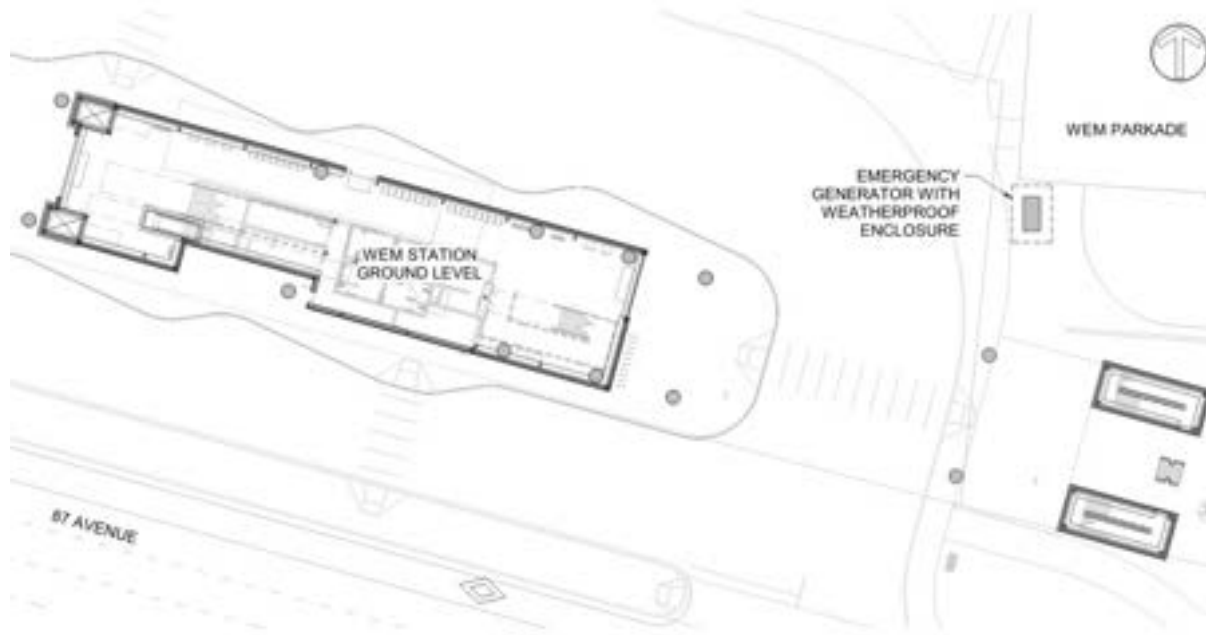 WEM PARKADE
EMERGENCY
GENERATOR WITH
WEATHERPROOF
ENCLOSURE
WEM STATION
GROUND LEVEL
87 AVENUE